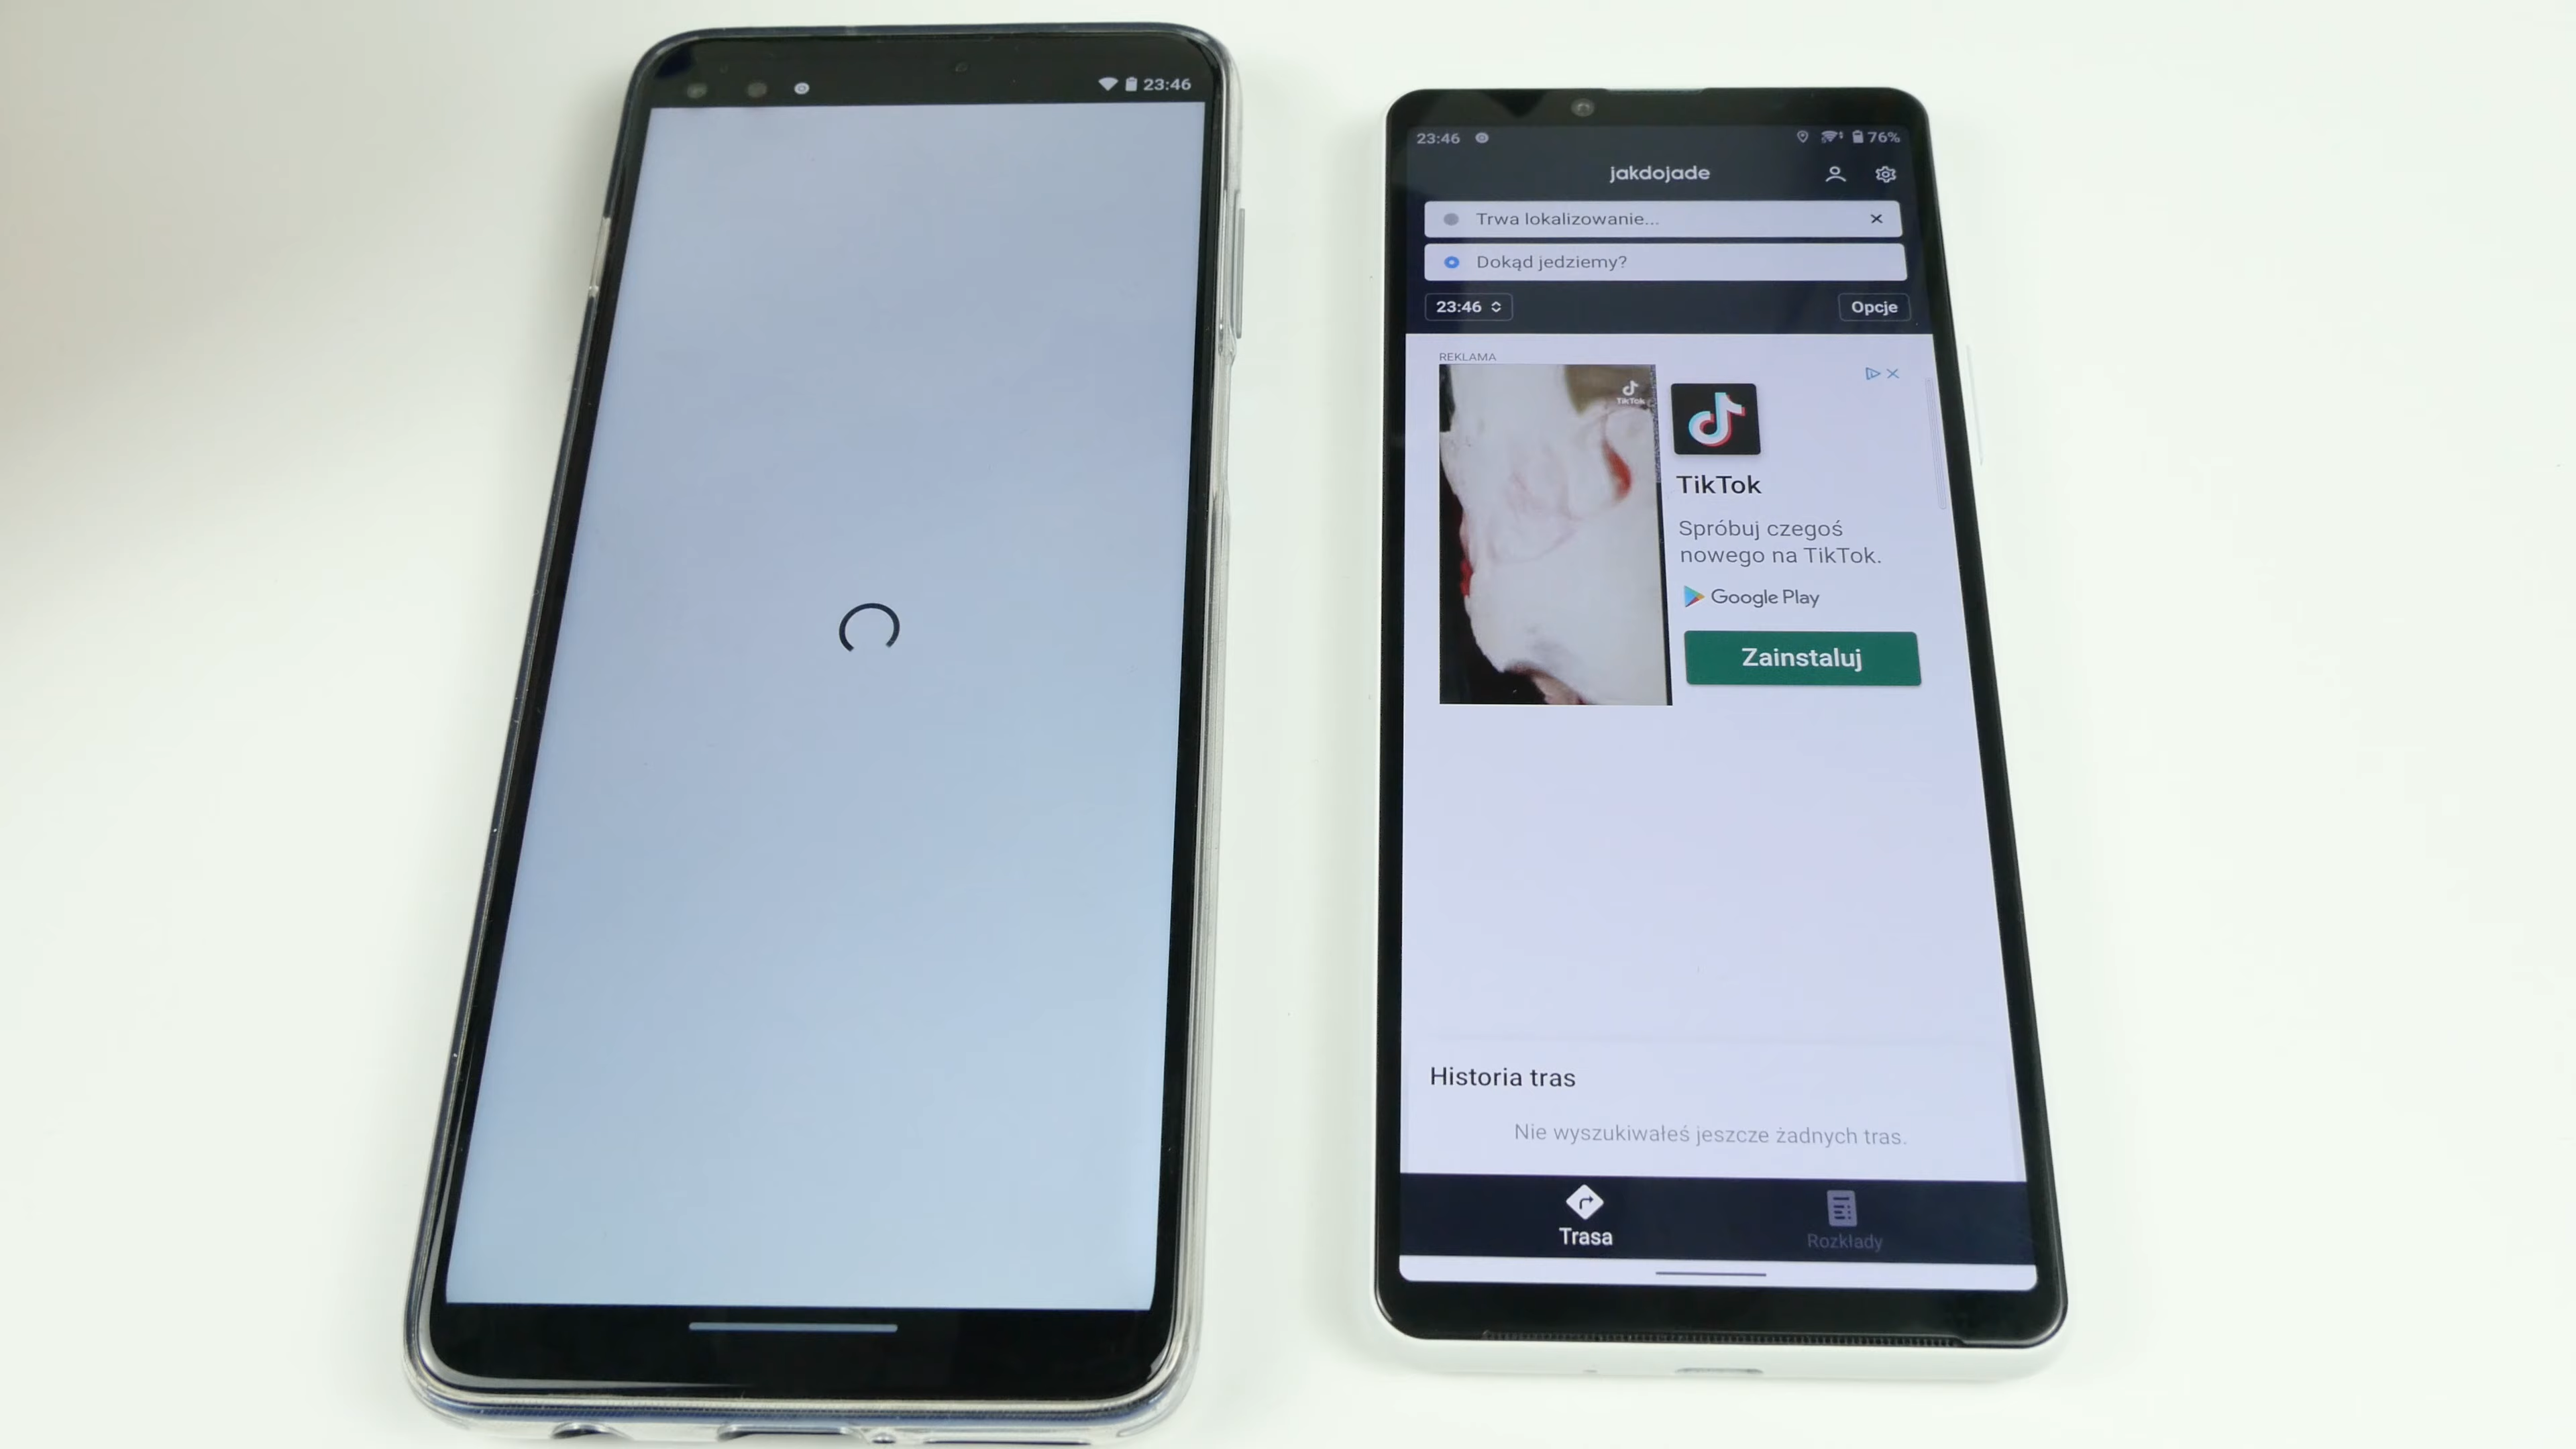 23:46
23:46
76%
jakdojade
Trwa lokalizowanie...
Dokąd jedziemy?
23:46
Opcje
REKLAMA
TikTok
TikTok
Spróbuj czegoś
nowego na TikTok.
Google Play
Zainstaluj
Historia tras
Nie wyszukiwałeś jeszcze żadnych tras.
Trasa
Rozkłady